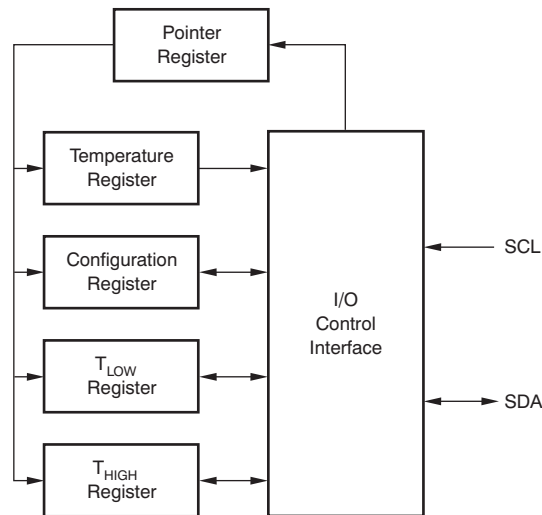 Pointer
Register
Temperature
Register
Configuration
Register
T_LOW
Register
T_HIGH
Register
I/O
Control
Interface
SCL
SDA